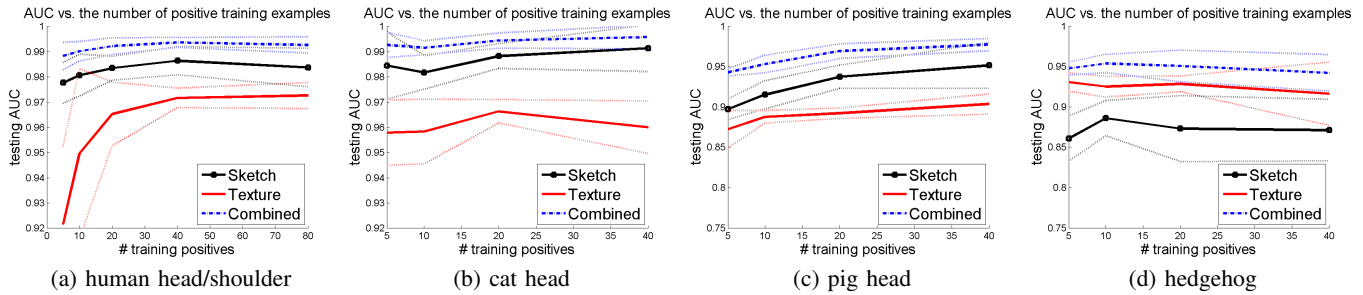 AUC vs. the number of positive training examples
testing AUC
1
0.99
0.98
0.97
0.96
0.95
0.94
0.93
0.92
0 10 20 30 40 50 60 70 80
# training positives
Sketch
Texture
Combined
(a) human head/shoulder
AUC vs. the number of positive training examples
testing AUC
1
0.99
0.98
0.97
0.96
0.95
0.94
0.93
0.92
5 10 15 20 25 30 35 40
# training positives
Sketch
Texture
Combined
(b) cat head
AUC vs. the number of positive training examples
testing AUC
1
0.95
0.9
0.85
0.8
0.75
5 10 15 20 25 30 35 40
# training positives
Sketch
Texture
Combined
(c) pig head
AUC vs. the number of positive training examples
testing AUC
1
0.95
0.9
0.85
0.8
0.75
5 10 15 20 25 30 35 40
# training positives
Sketch
Texture
Combined
(d) hedgehog